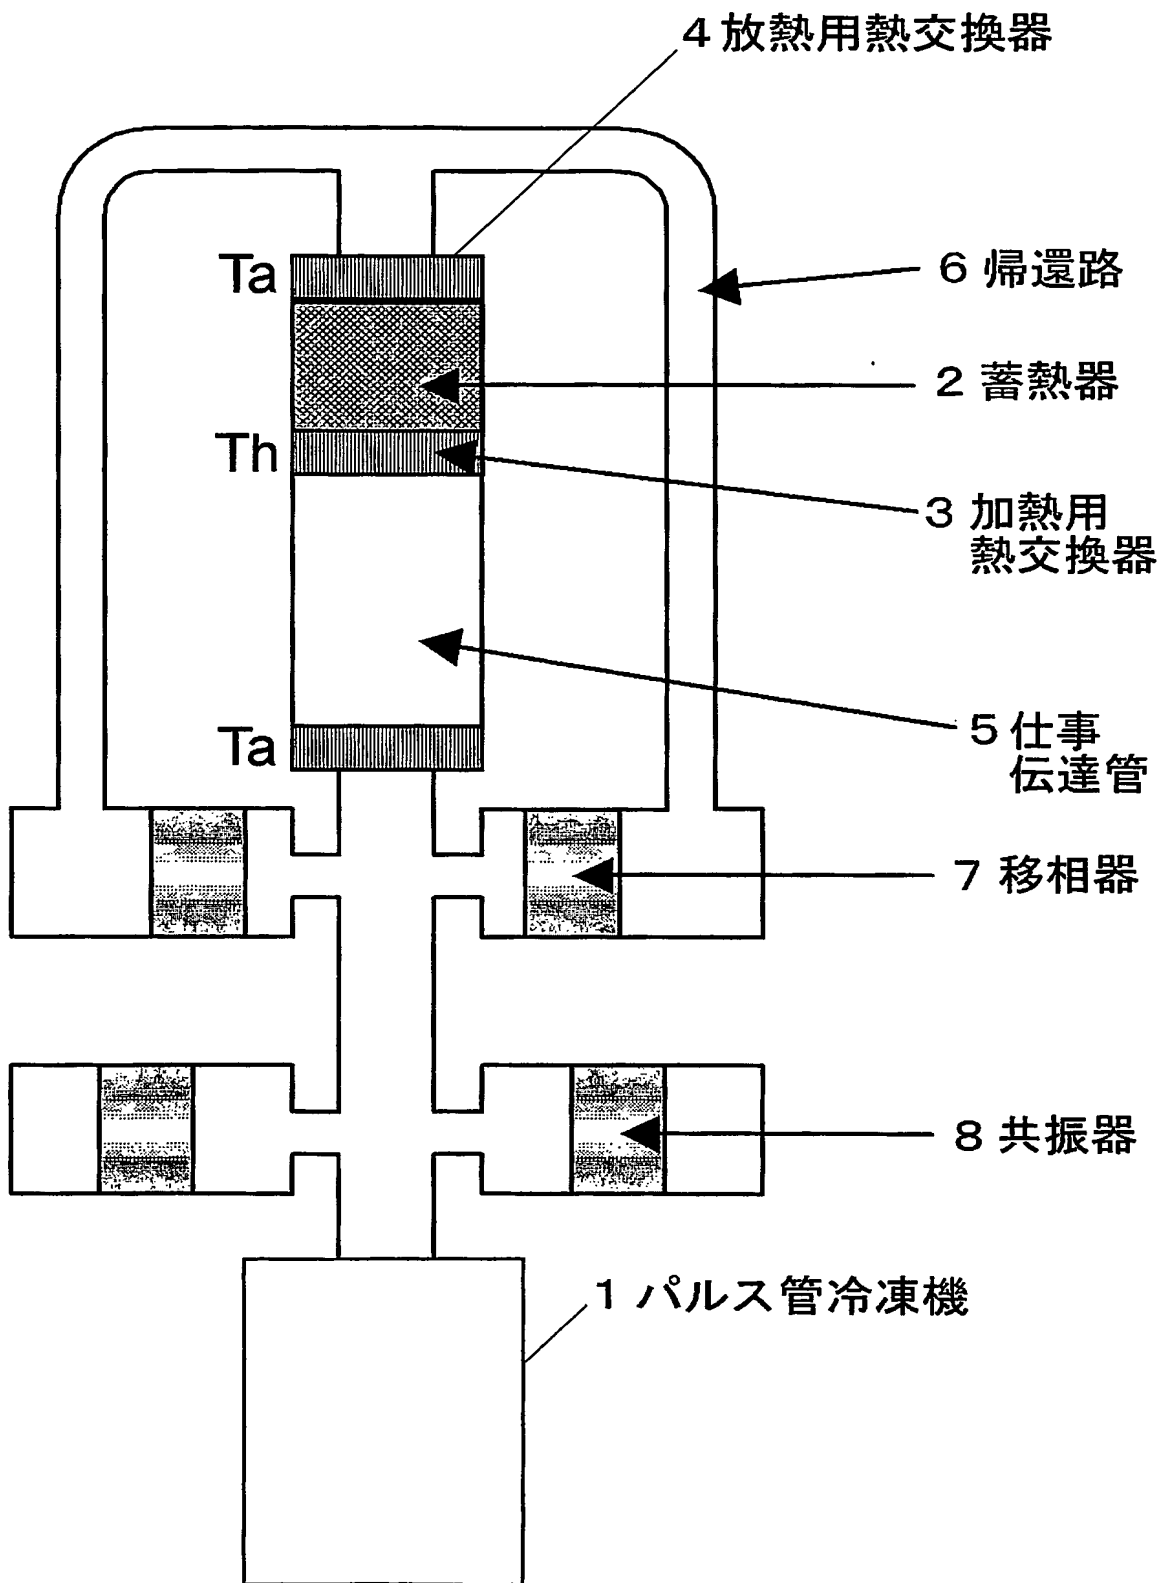 4 放熱用熱交換器
Ta
6 帰還路
2 蓄熱器
Th
3 加熱用
熱交換器
5 仕事
伝達管
Ta
7 移相器
8 共振器
1 パルス管冷凍機